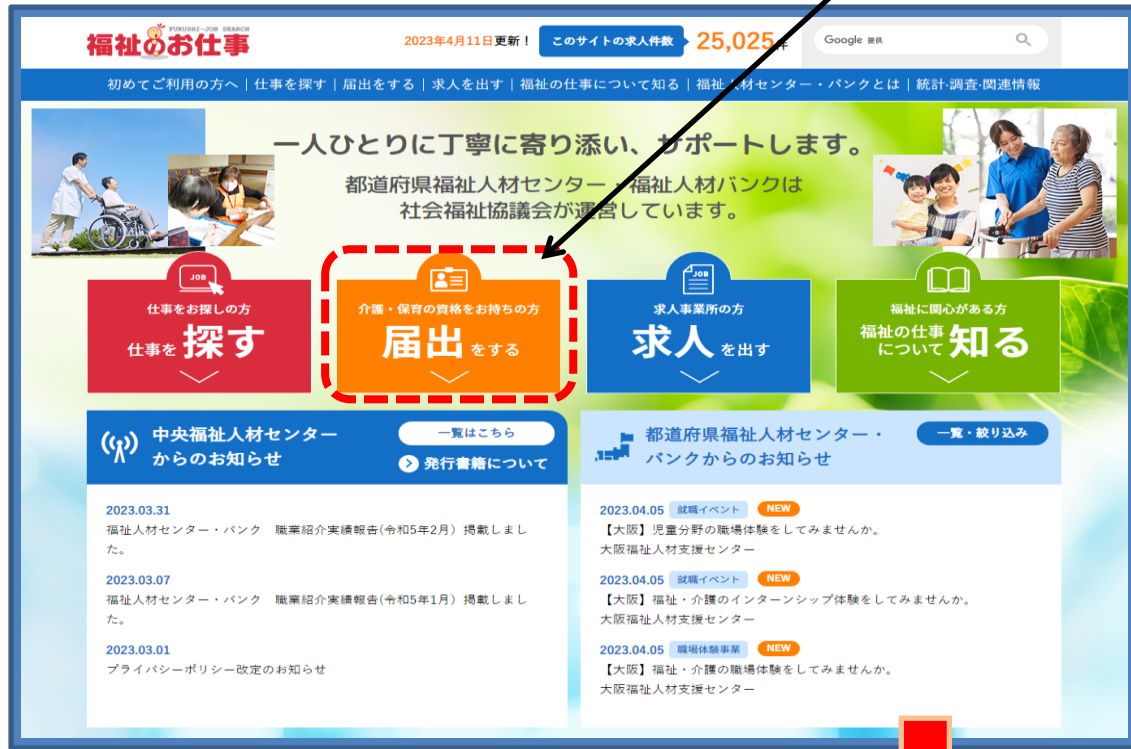 FUKUSHI-JOB SEARCH
福祉のお仕事
2023年4月11日更新！
このサイトの求人件数
25,025件
Google 提供
初めてご利用の方へ｜仕事を探す｜届出をする｜求人を出す｜福祉の仕事について知る｜福祉人材センター・バンクとは｜統計·調査·関連情報
一人ひとりに丁寧に寄り添い、サポートします。
都道府県福祉人材センター・福祉人材バンクは
社会福祉協議会が運営しています。
JOB
仕事をお探しの方
仕事を 探す
介護・保育の資格をお持ちの方
届出 をする
JOB
求人事業所の方
求人 を出す
福祉に関心がある方
福祉の仕事
について 知る
中央福祉人材センター
からのお知らせ
一覧はこちら
発行書籍について
2023.03.31
福祉人材センター・バンク　職業紹介実績報告(令和5年2月）掲載しまし
た。
2023.03.07
福祉人材センター・バンク　職業紹介実績報告(令和5年1月）掲載しまし
た。
2023.03.01
プライバシーポリシー改定のお知らせ
都道府県福祉人材センター・
バンクからのお知らせ
一覧・絞り込み
2023.04.05 就職イベント NEW
【大阪】児童分野の職場体験をしてみませんか。
大阪福祉人材支援センター
2023.04.05 就職イベント NEW
【大阪】福祉・介護のインターンシップ体験をしてみませんか。
大阪福祉人材支援センター
2023.04.05 職場体験事業 NEW
【大阪】福祉・介護の職場体験をしてみませんか。
大阪福祉人材支援センター